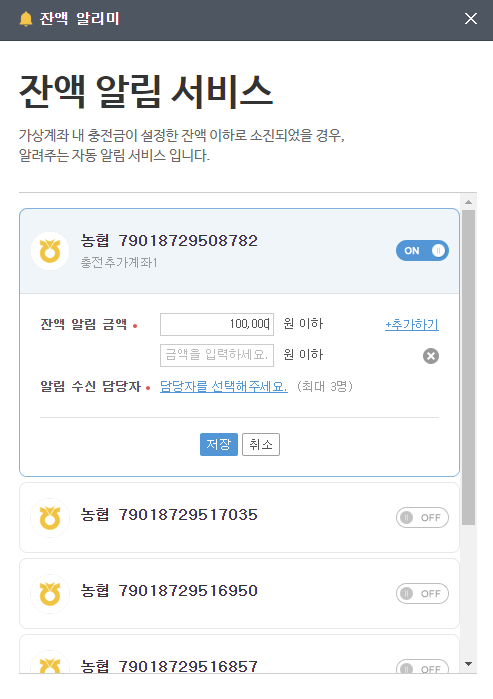 잔액 알리미
잔액 알림 서비스
가상계좌 내 충전금이 설정한 잔액 이하로 소진되었을 경우,
알려주는 자동 알림 서비스 입니다.
농협 79018729508782
ON
충전추가계좌1
잔액 알림 금액 • 100,000 원 이하 +추가하기
금액을 입력하세요. 원 이하
알림 수신 담당자 • 담당자를 선택해주세요. (최대 3명)
저장 취소
농협 79018729517035 OFF
농협 79018729516950 OFF
농협 79018729516857 OFF